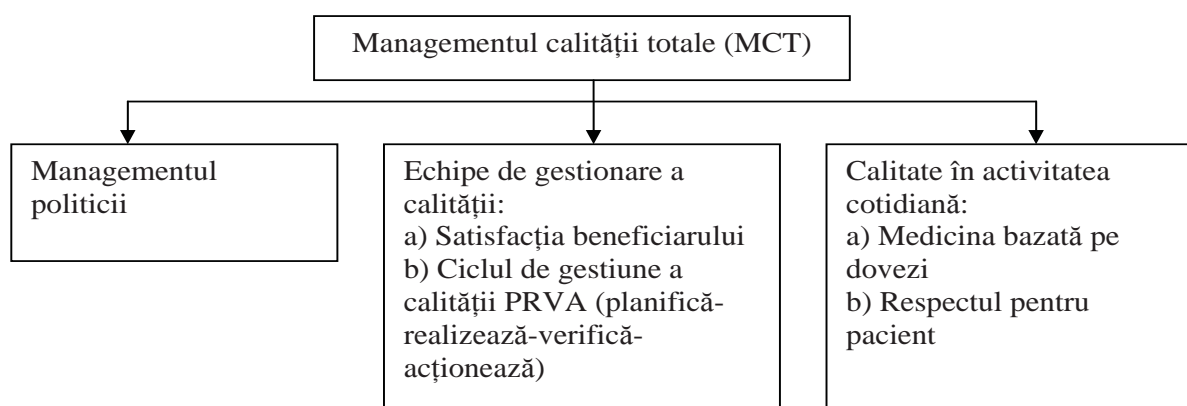 Managementul calității totale (MCT)
Managementul
politicii
Echipe de gestionare a
calității:
a) Satisfacția beneficiarului
b) Ciclul de gestiune a
calității PRVA (planifică-
realizează-verifică-
acționează)
Calitate în activitatea
cotidiană:
a) Medicina bazată pe
dovezi
b) Respectul pentru
pacient